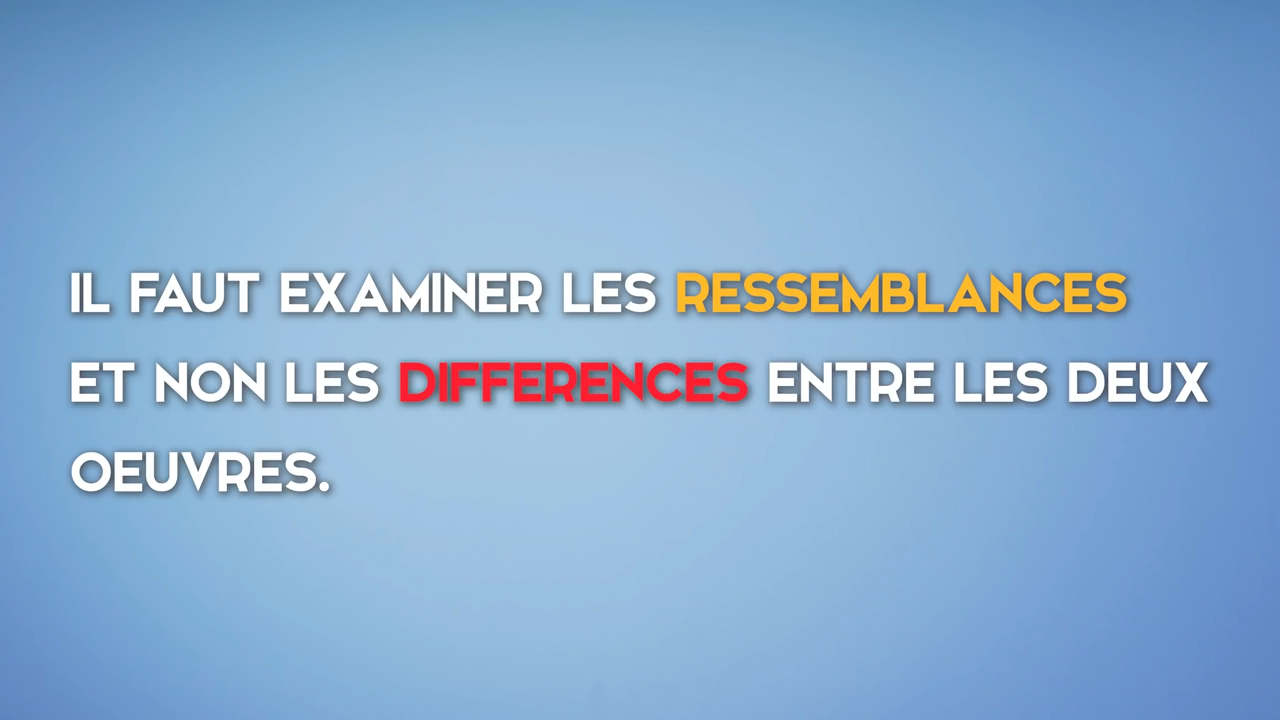 IL FAUT EXAMINER LES RESSEMBLANCES
ET NON LES DIFFERENCES ENTRE LES DEUX
OEUVRES.